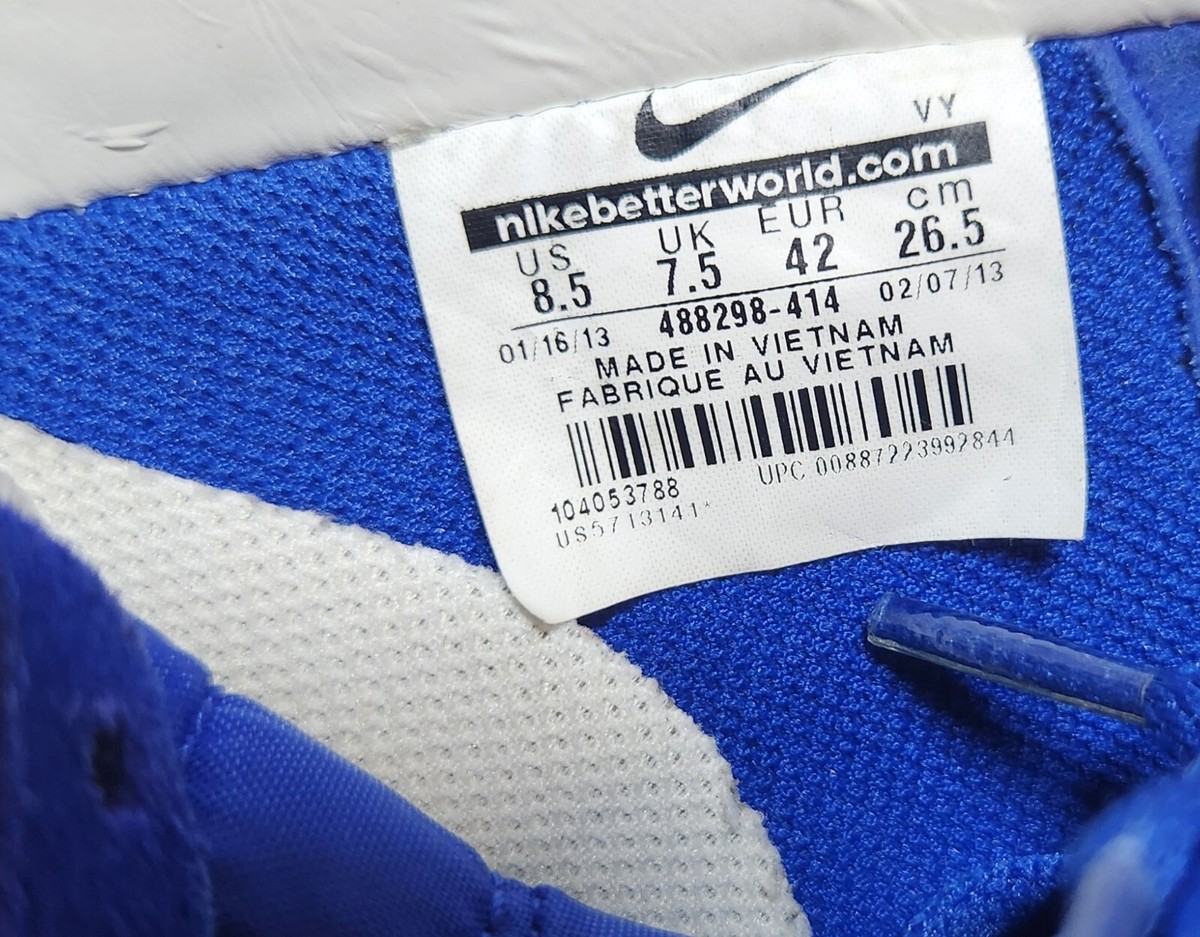 VY
nikebetterworld.com
US UK EUR cm
8.5 7.5 42 26.5
01/16/13 488298-414 02/07/13
MADE IN VIETNAM
FABRIQUE AU VIETNAM
104053788 UPC 00887223992844
US5713141*